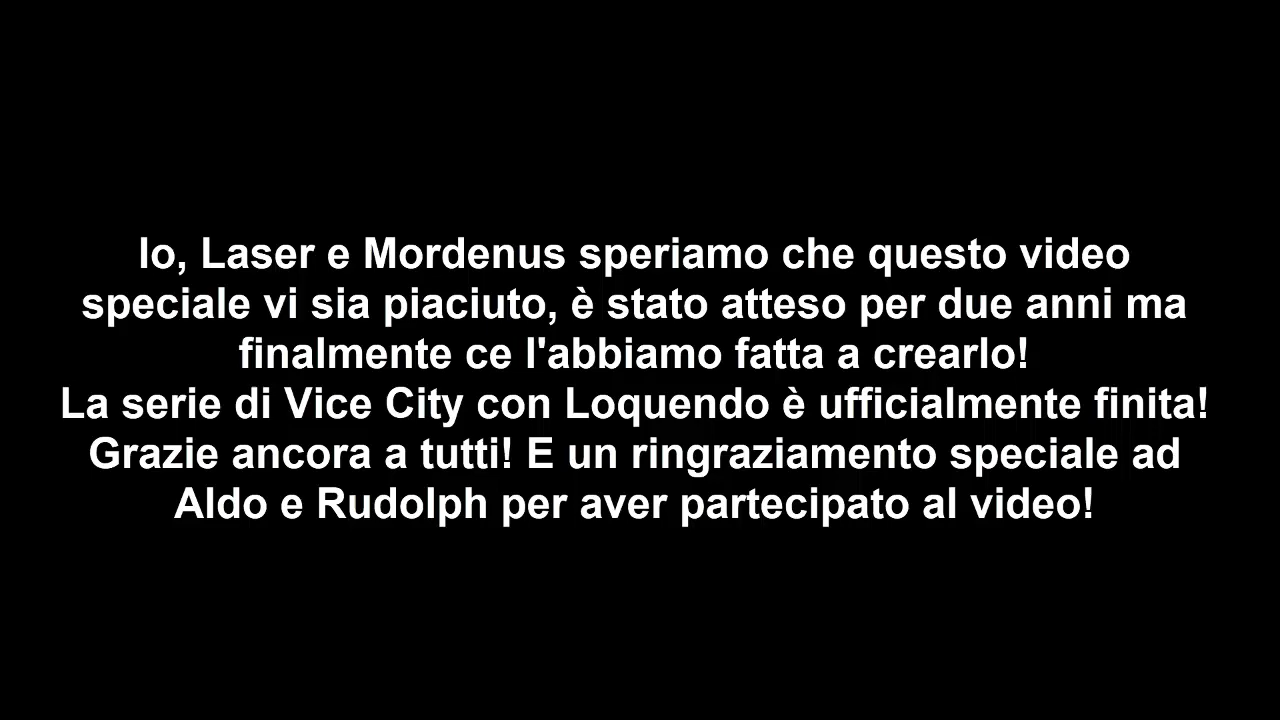 Io, Laser e Mordenus speriamo che questo video
speciale vi sia piaciuto, è stato atteso per due anni ma
finalmente ce l'abbiamo fatta a crearlo!
La serie di Vice City con Loquendo è ufficialmente finita!
Grazie ancora a tutti! E un ringraziamento speciale ad
Aldo e Rudolph per aver partecipato al video!